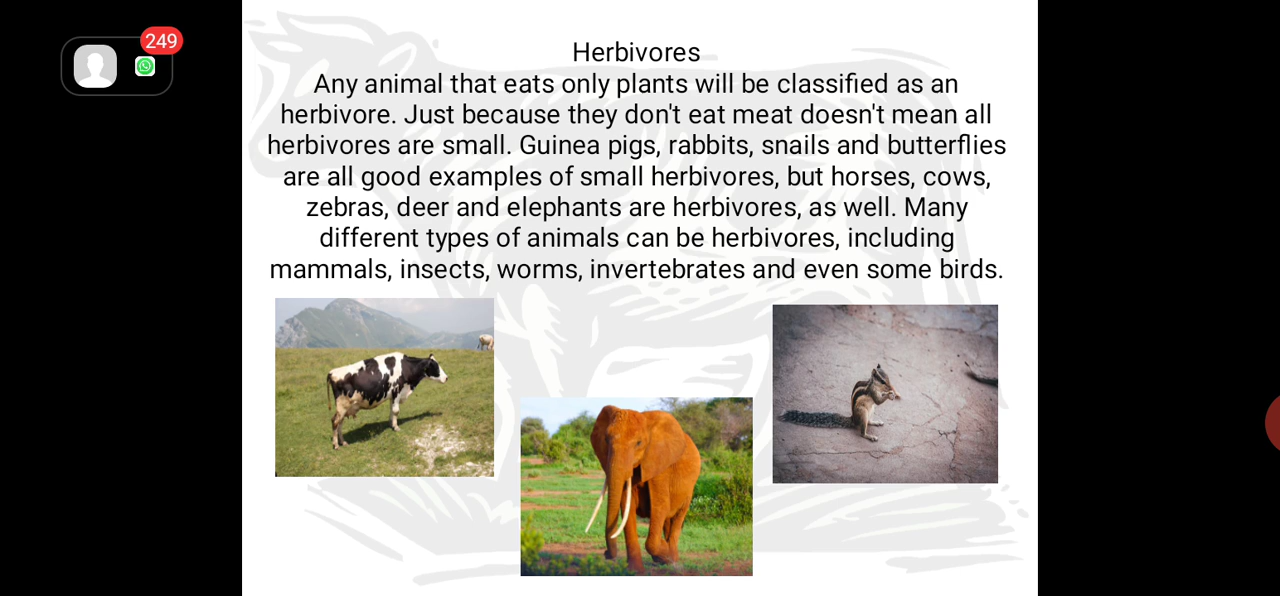 249
Herbivores
Any animal that eats only plants will be classified as an
herbivore. Just because they don't eat meat doesn't mean all
herbivores are small. Guinea pigs, rabbits, snails and butterflies
are all good examples of small herbivores, but horses, cows,
zebras, deer and elephants are herbivores, as well. Many
different types of animals can be herbivores, including
mammals, insects, worms, invertebrates and even some birds.